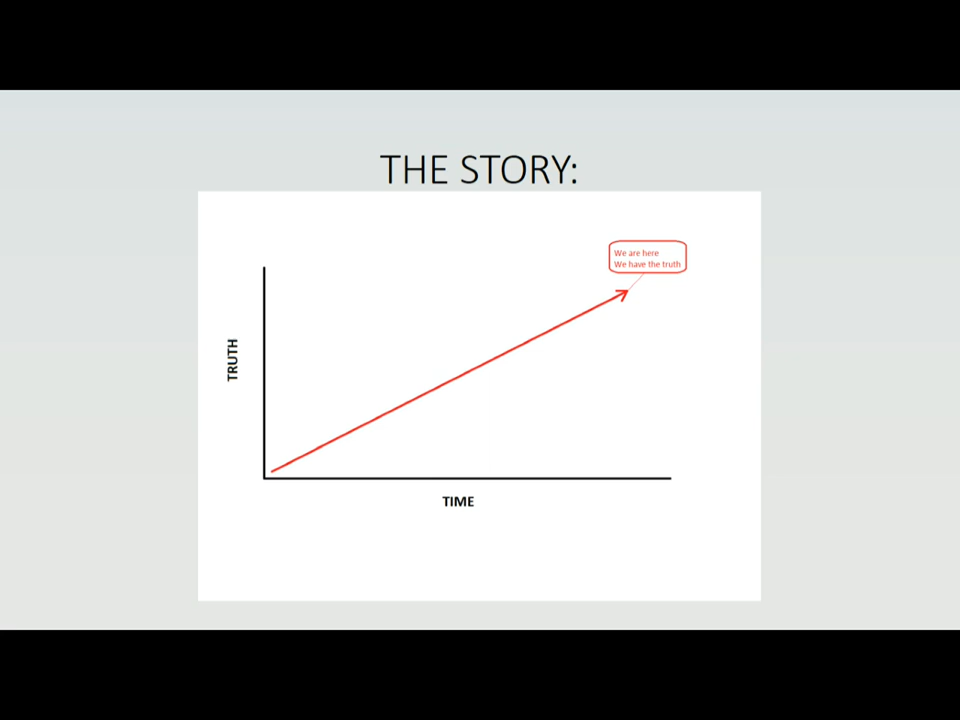 THE STORY:
We are here
We have the truth
TRUTH
TIME